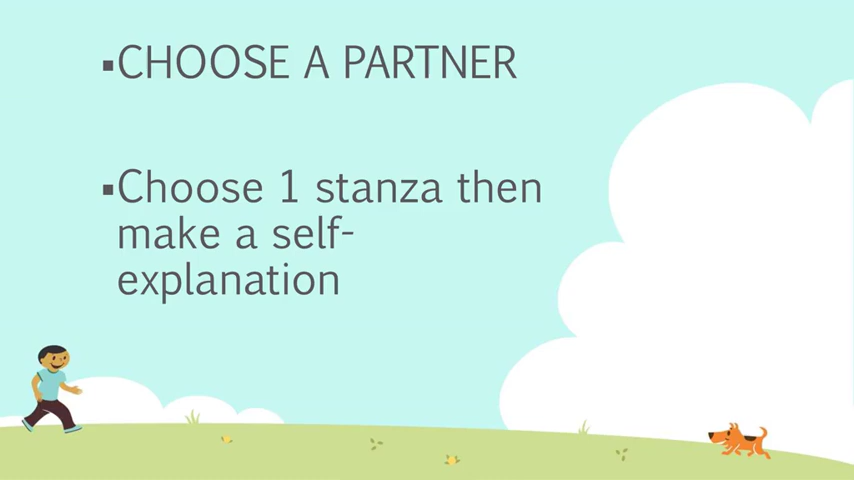 ▪CHOOSE A PARTNER
▪Choose 1 stanza then
make a self-
explanation